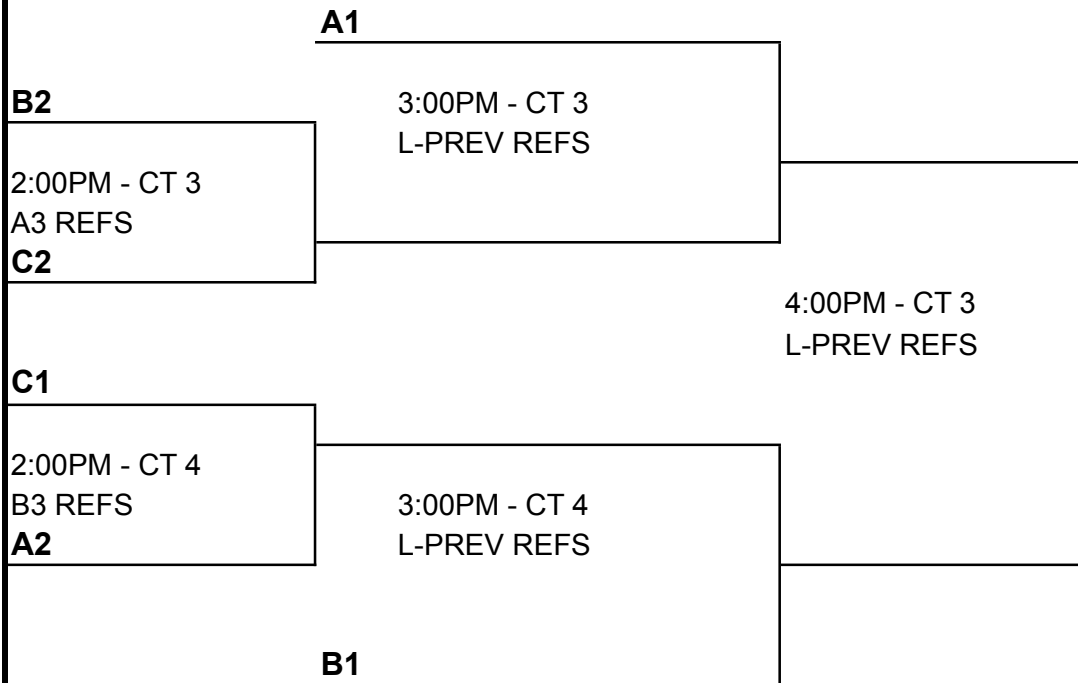 A1
B2
3:00PM - CT 3
L-PREV REFS
2:00PM - CT 3
A3 REFS
C2
4:00PM - CT 3
L-PREV REFS
C1
2:00PM - CT 4
B3 REFS
A2
3:00PM - CT 4
L-PREV REFS
B1